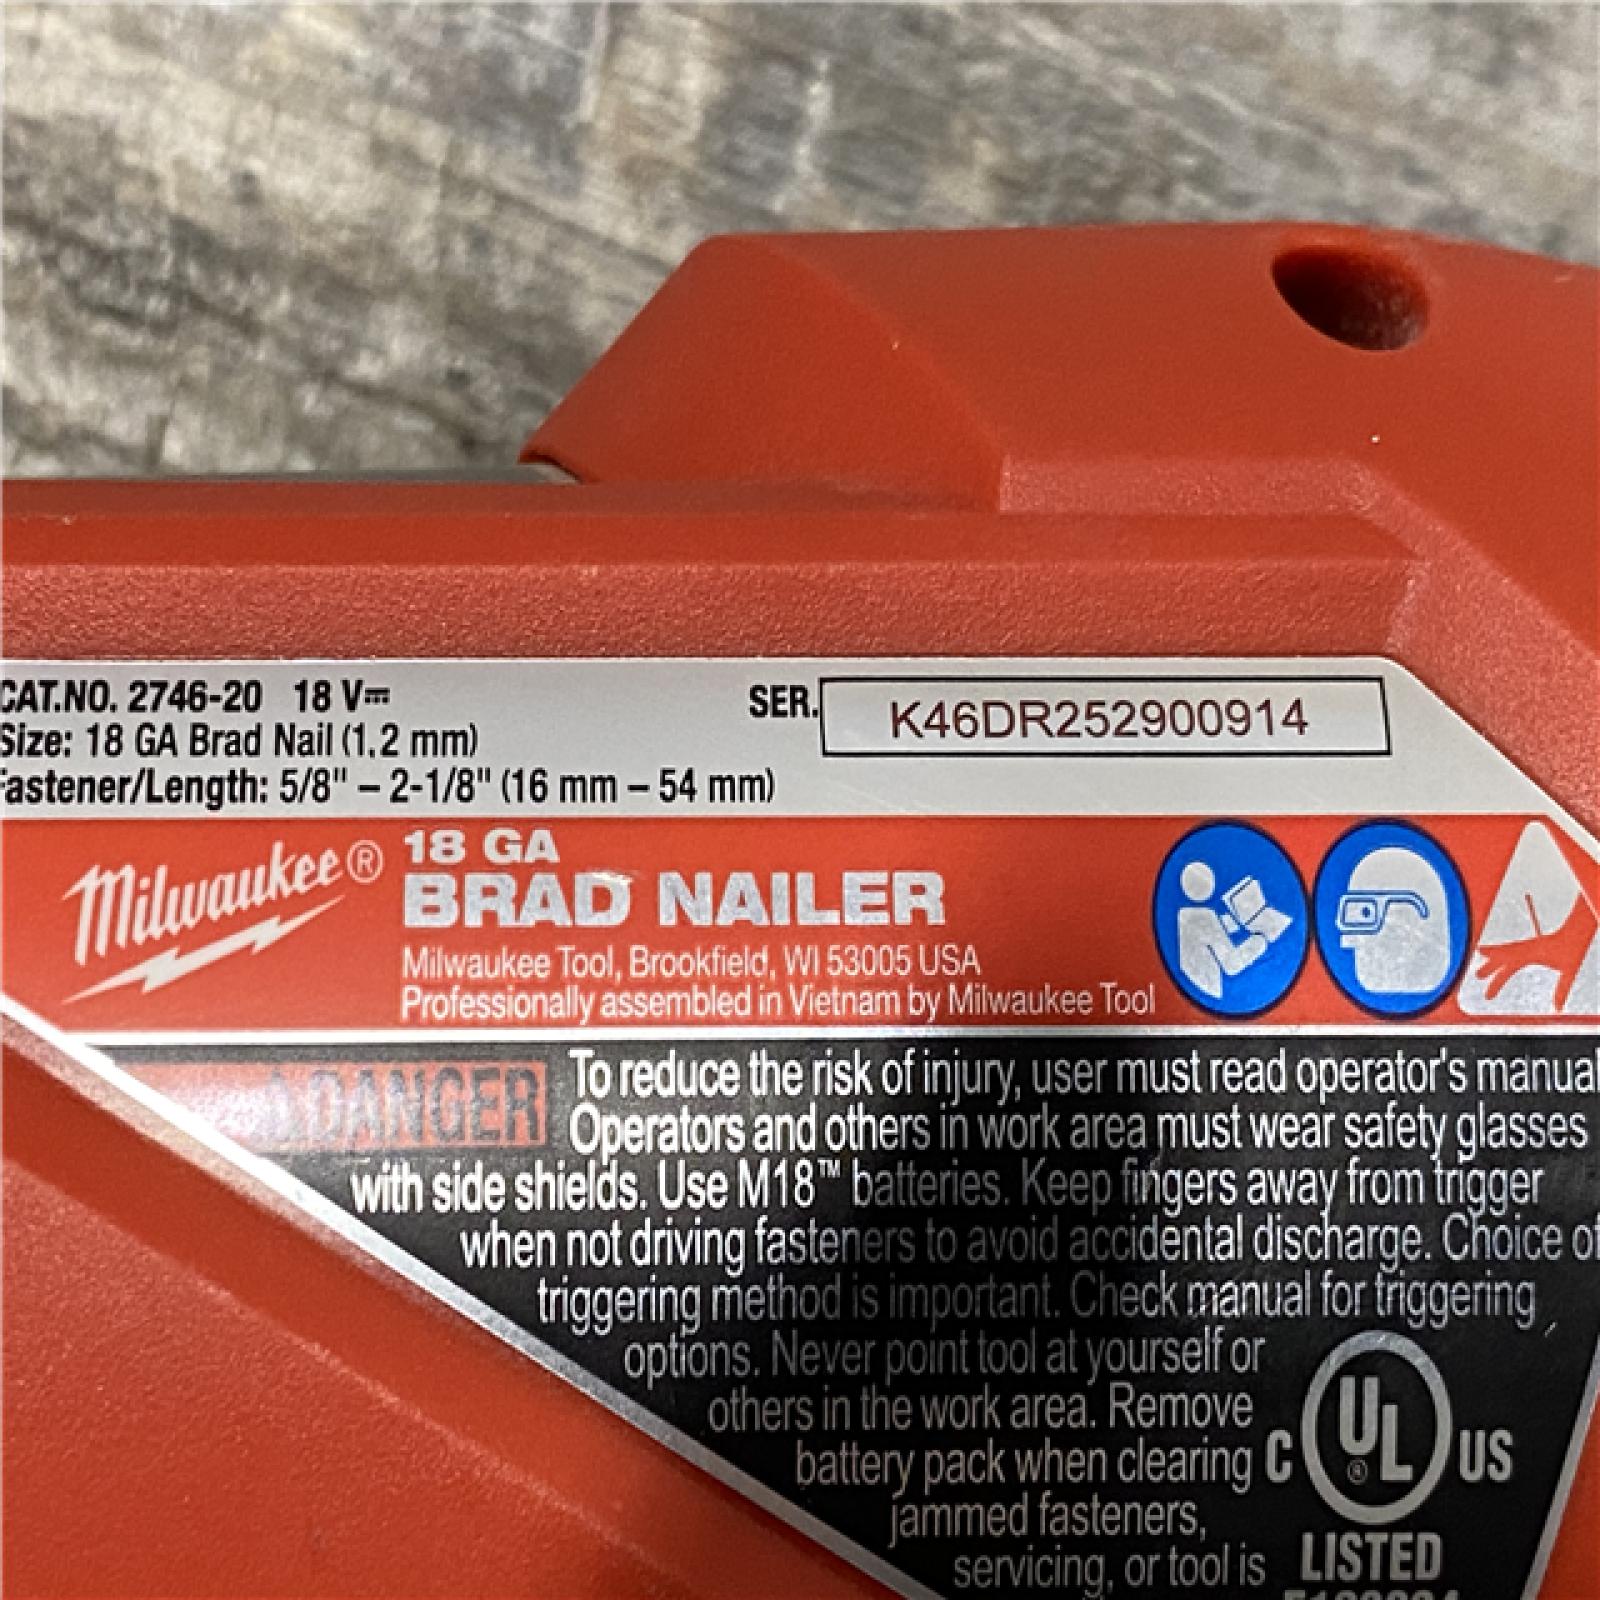 CAT.NO. 2746-20 18 V⎓
SER. K46DR252900914
Size: 18 GA Brad Nail (1.2 mm)
Fastener/Length: 5/8" – 2-1/8" (16 mm – 54 mm)
Milwaukee®
18 GA
BRAD NAILER
Milwaukee Tool, Brookfield, WI 53005 USA
Professionally assembled in Vietnam by Milwaukee Tool
⚠DANGER To reduce the risk of injury, user must read operator's manual
Operators and others in work area must wear safety glasses
with side shields. Use M18™ batteries. Keep fingers away from trigger
when not driving fasteners to avoid accidental discharge. Choice of
triggering method is important. Check manual for triggering
options. Never point tool at yourself or
others in the work area. Remove
battery pack when clearing
jammed fasteners,
servicing, or tool is
C UL® US
LISTED